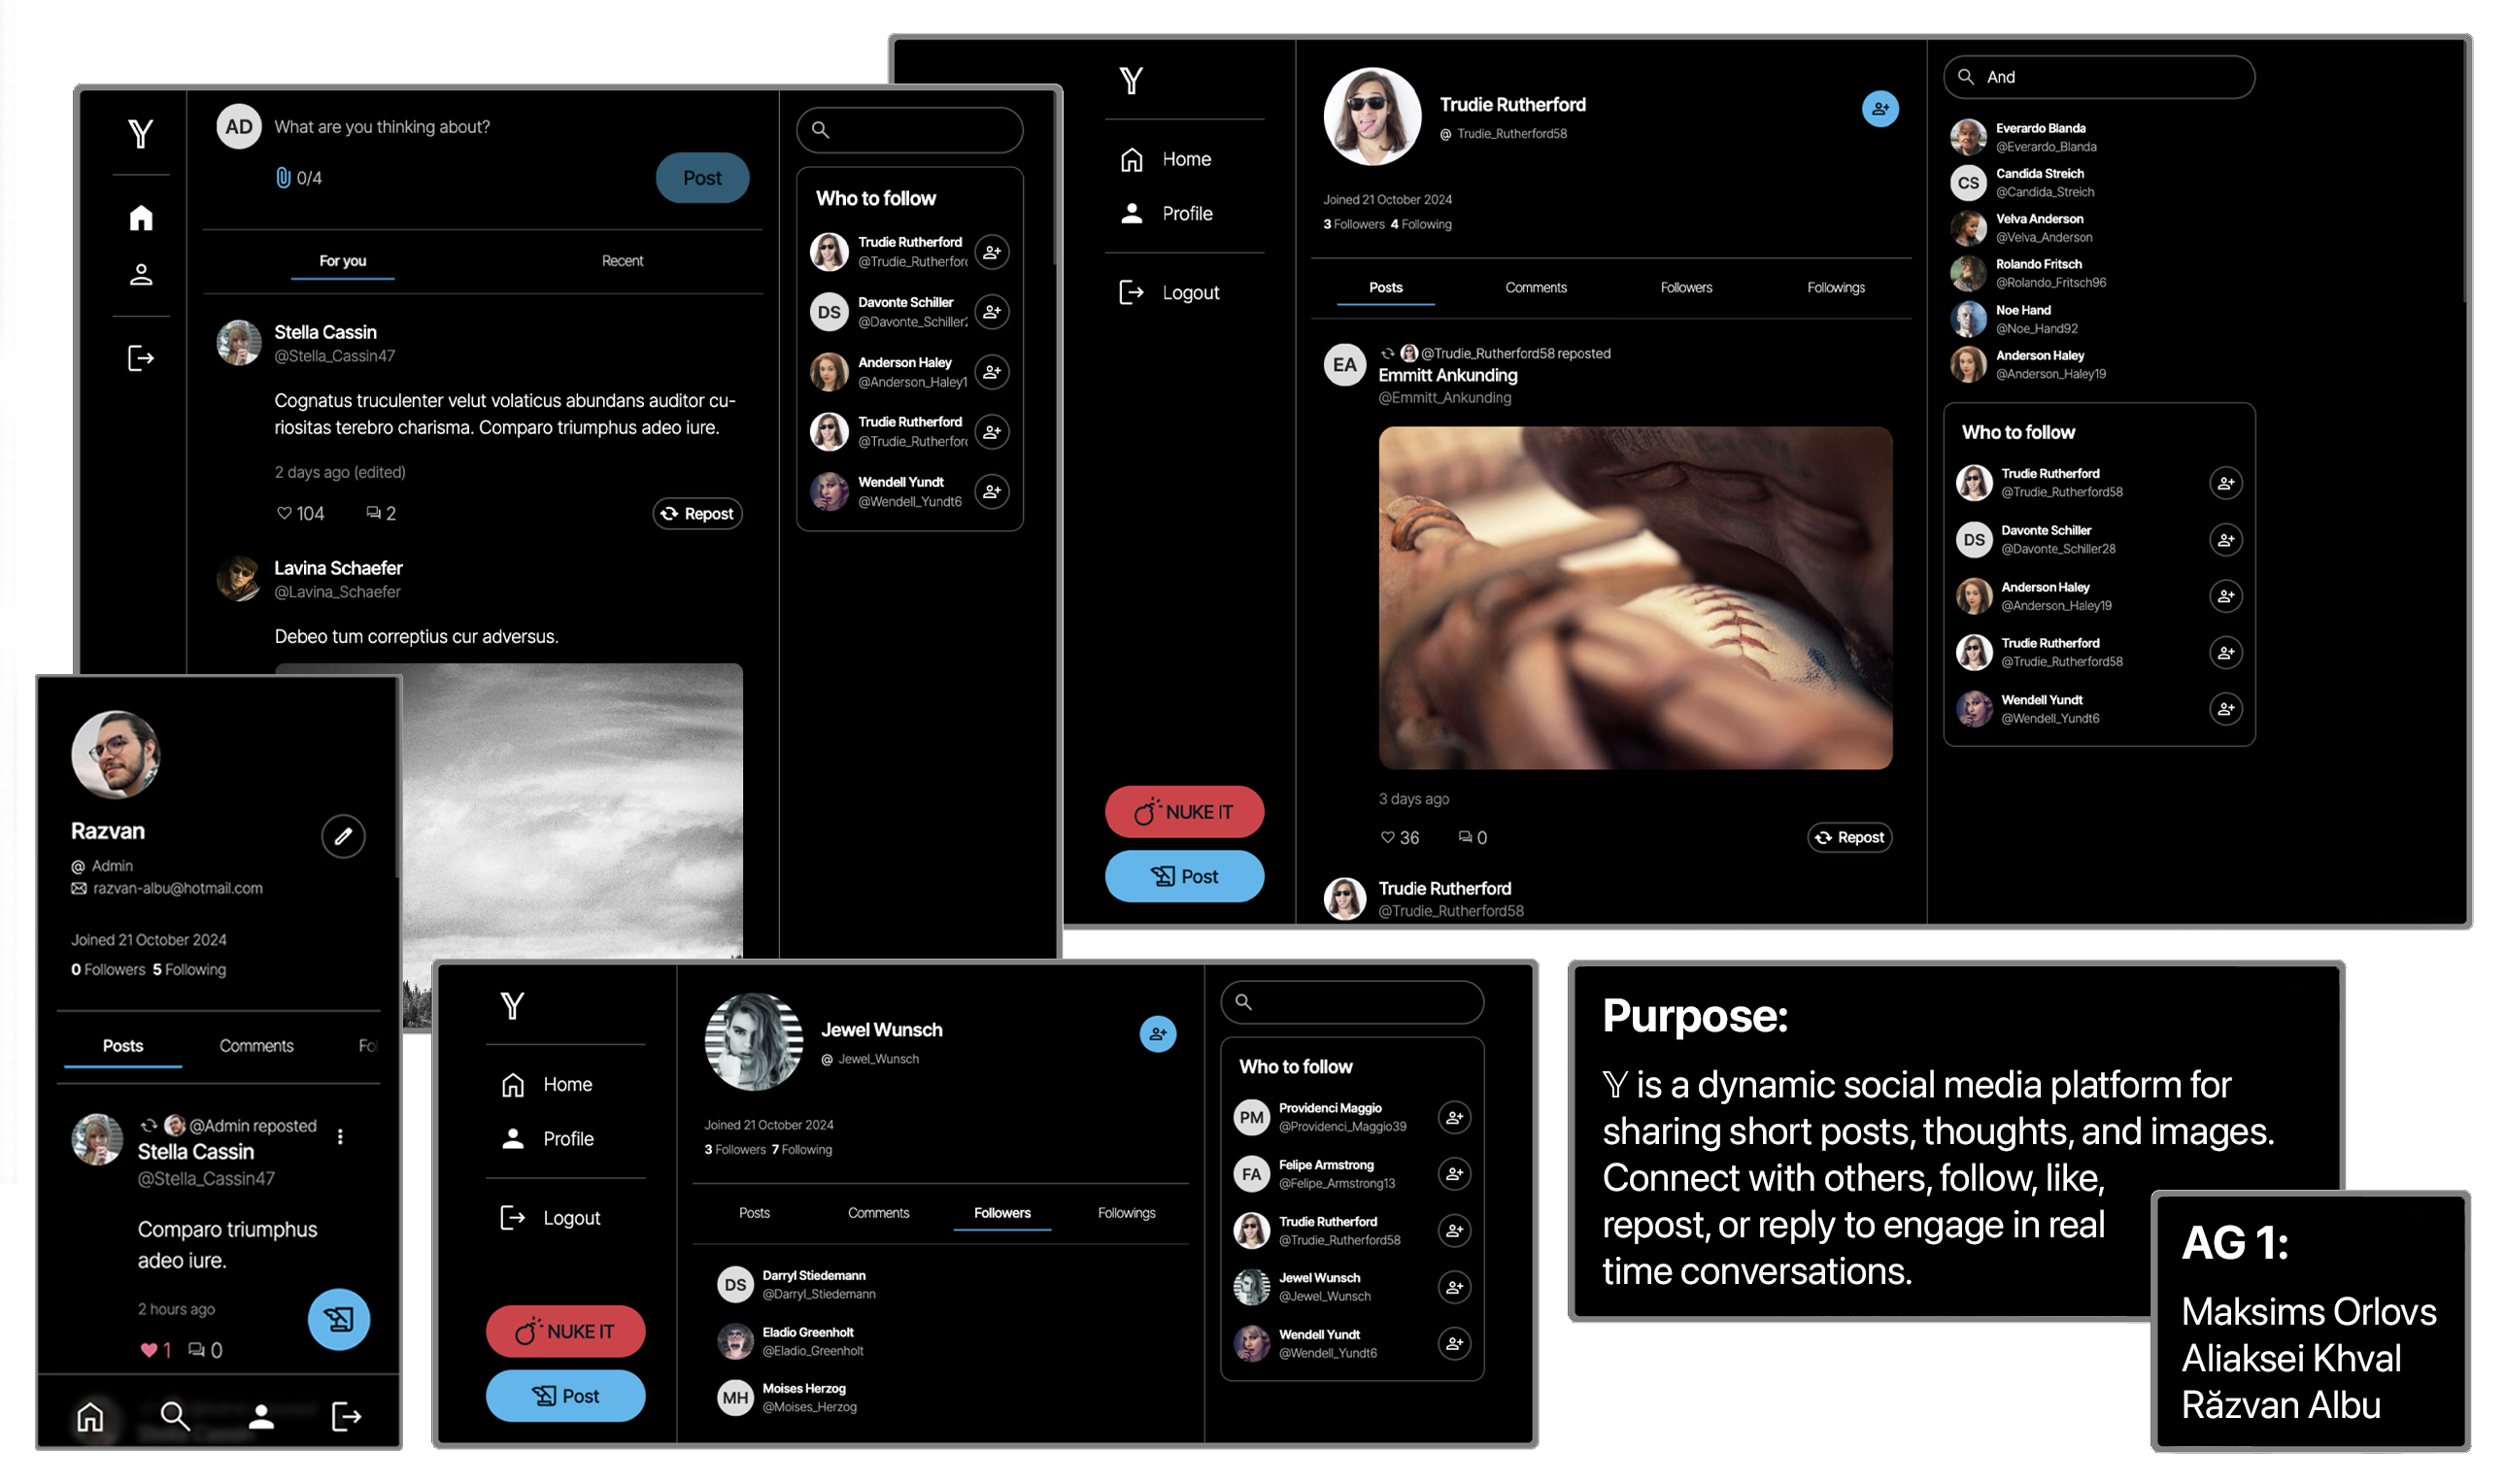 Y
AD What are you thinking about?
0/4
Post
For you Recent
Stella Cassin
@Stella_Cassin47
Cognatus truculenter velut volaticus abundans auditor cu-
riositas terebro charisma. Comparo triumphus adeo iure.
2 days ago (edited)
104 2 Repost
Lavina Schaefer
@Lavina_Schaefer
Debeo tum correptius cur adversus.
Who to follow
Trudie Rutherford
DS Davonte Schiller
Anderson Haley
@Anderson_Haley1
Trudie Rutherford
Wendell Yundt
@Wendell_Yundt6
Y
Home
Profile
Logout
NUKE IT
Post
Trudie Rutherford
@ Trudie_Rutherford58
Joined 21 October 2024
3 Followers 4 Following
Posts Comments Followers Followings
@Trudie_Rutherford58 reposted
EA Emmitt Ankunding
@Emmitt_Ankunding
3 days ago
36 0 Repost
Trudie Rutherford
@Trudie_Rutherford58
And
Everardo Blanda
@Everardo_Blanda
CS Candida Streich
@Candida_Streich
Velva Anderson
@Velva_Anderson
Rolando Fritsch
@Rolando_Fritsch96
Noe Hand
@Noe_Hand92
Anderson Haley
@Anderson_Haley19
Who to follow
Trudie Rutherford
@Trudie_Rutherford58
DS Davonte Schiller
@Davonte_Schiller28
Anderson Haley
@Anderson_Haley19
Trudie Rutherford
@Trudie_Rutherford58
Wendell Yundt
@Wendell_Yundt6
Razvan
@ Admin
razvan-albu@hotmail.com
Joined 21 October 2024
0 Followers 5 Following
Posts Comments Fo
@Admin reposted
Stella Cassin
@Stella_Cassin47
Comparo triumphus
adeo iure.
2 hours ago
1 0
Y
Home
Profile
Logout
NUKE IT
Post
Jewel Wunsch
@ Jewel_Wunsch
Joined 21 October 2024
3 Followers 7 Following
Posts Comments Followers Followings
DS Darryl Stiedemann
@Darryl_Stiedemann
Eladio Greenholt
@Eladio_Greenholt
MH Moises Herzog
@Moises_Herzog
Who to follow
PM Providenci Maggio
@Providenci_Maggio39
FA Felipe Armstrong
@Felipe_Armstrong13
Trudie Rutherford
@Trudie_Rutherford58
Jewel Wunsch
@Jewel_Wunsch
Wendell Yundt
@Wendell_Yundt6
Purpose:
Y is a dynamic social media platform for
sharing short posts, thoughts, and images.
Connect with others, follow, like,
repost, or reply to engage in real
time conversations.
AG 1:
Maksims Orlovs
Aliaksei Khval
Răzvan Albu